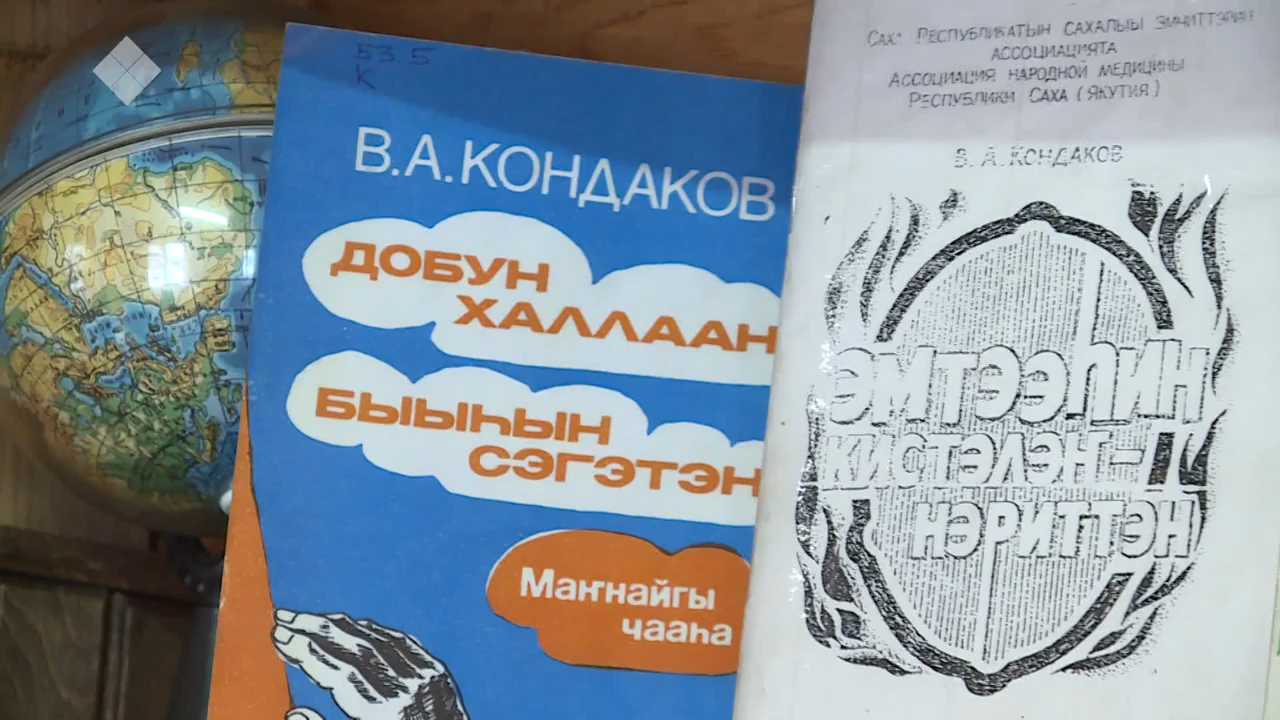 53.5
К
В.А.КОНДАКОВ
ДОБУН
ХАЛЛААН
БЫЫҺЫН
СЭГЭТЭН
Маҥнайгы
чааһа
САХА РЕСПУБЛИКАТЫН САХАЛЫЫ ЭМЧИТТЭРИН
АССОЦИАЦИЯТА
АССОЦИАЦИЯ НАРОДНОЙ МЕДИЦИНЫ
РЕСПУБЛИКИ САХА (ЯКУТИЯ)
В. А. КОНДАКОВ
ЭМТЭЭҺИН
КИСТЭЛЭҤ-
НЭРИТТЭН